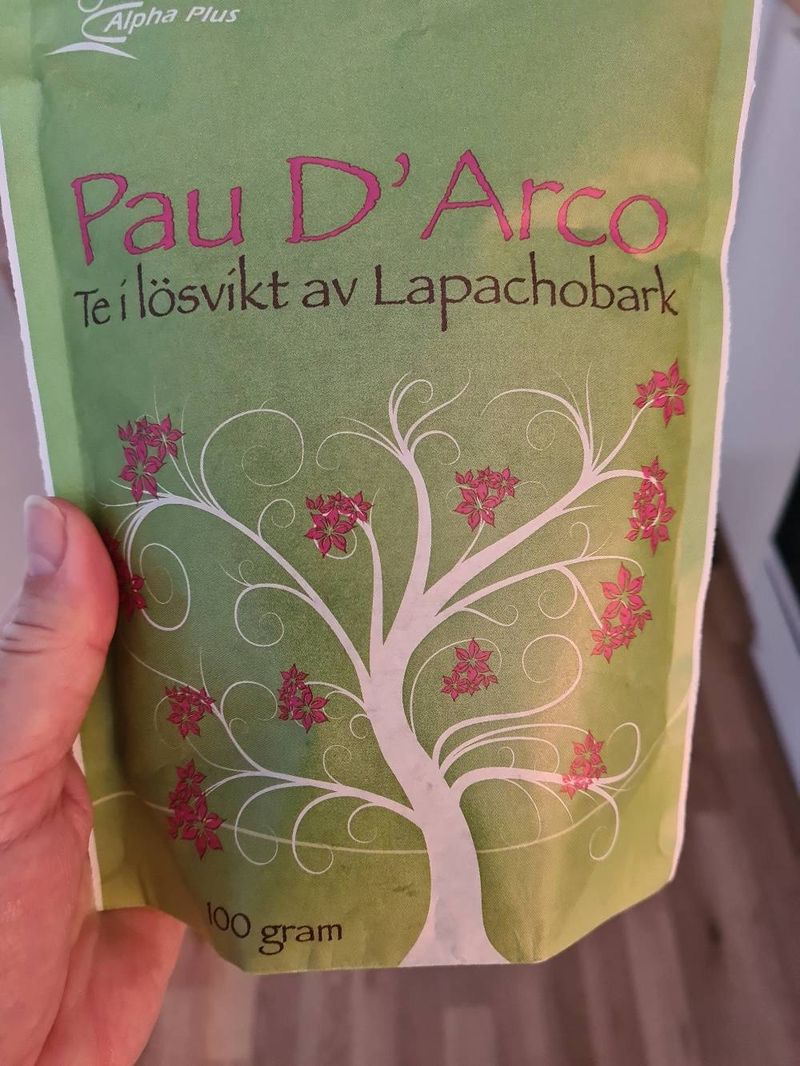 Alpha Plus
Pau D'Arco
Te i lösvikt av Lapachobark
100 gram